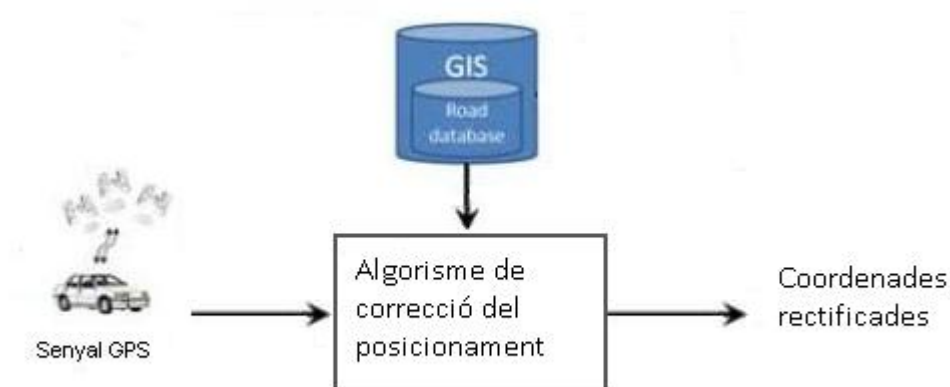 GIS
Road
database
Senyal GPS
Algorisme de
correcció del
posicionament
Coordenades
rectificades